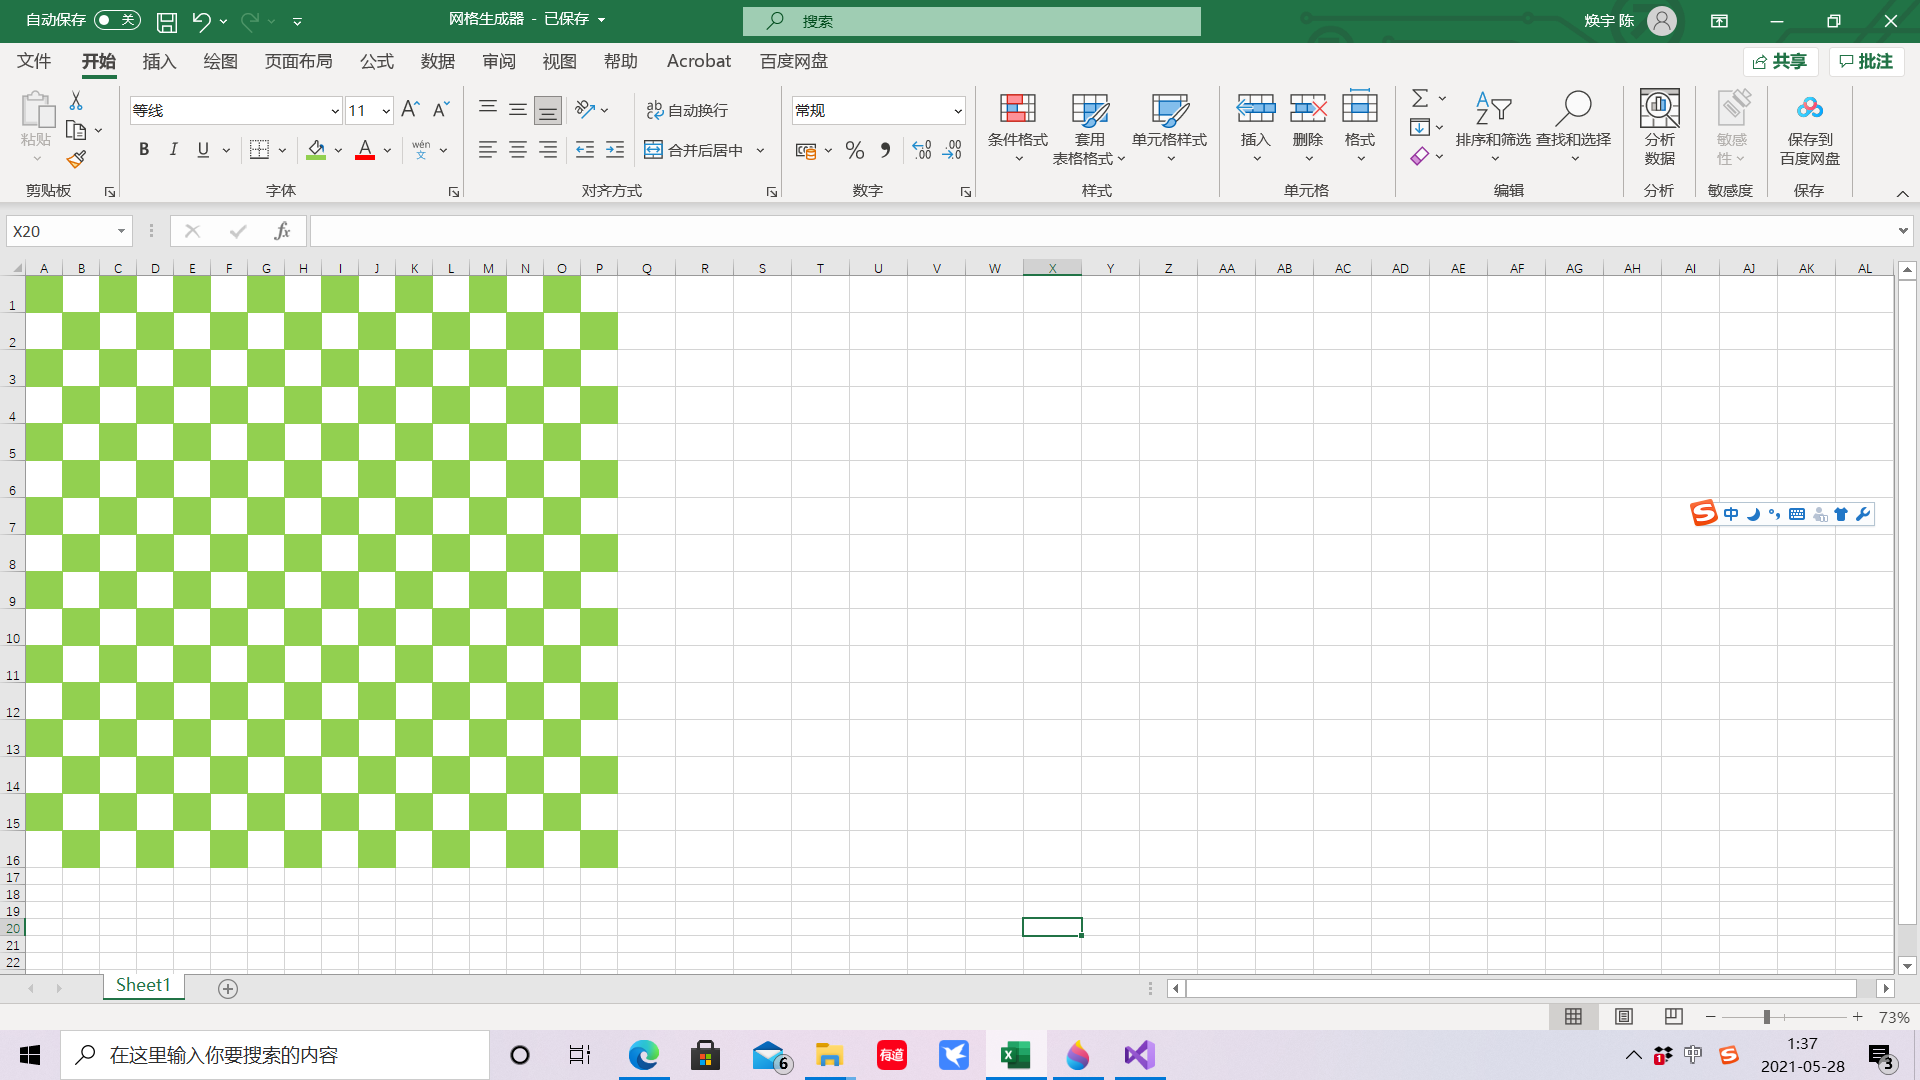 自动保存 关 网格生成器 - 已保存 搜索 焕宇 陈
文件 开始 插入 绘图 页面布局 公式 数据 审阅 视图 帮助 Acrobat 百度网盘 共享 批注
粘贴 等线 11 自动换行 常规 条件格式 套用 单元格样式 插入 删除 格式 排序和筛选 查找和选择 分析 敏感 保存到
B I U A wén 文 合并后居中 % 表格格式 数据 性 百度网盘
剪贴板 字体 对齐方式 数字 样式 单元格 编辑 分析 敏感度 保存
X20 fx
A B C D E F G H I J K L M N O P Q R S T U V W X Y Z AA AB AC AD AE AF AG AH AI AJ AK AL
1
2
3
4
5
6
7
中
8
9
10
11
12
13
14
15
16
17
18
19
20
21
22
Sheet1
73%
在这里输入你要搜索的内容 6 有道 1 中 1:37
2021-05-28 3